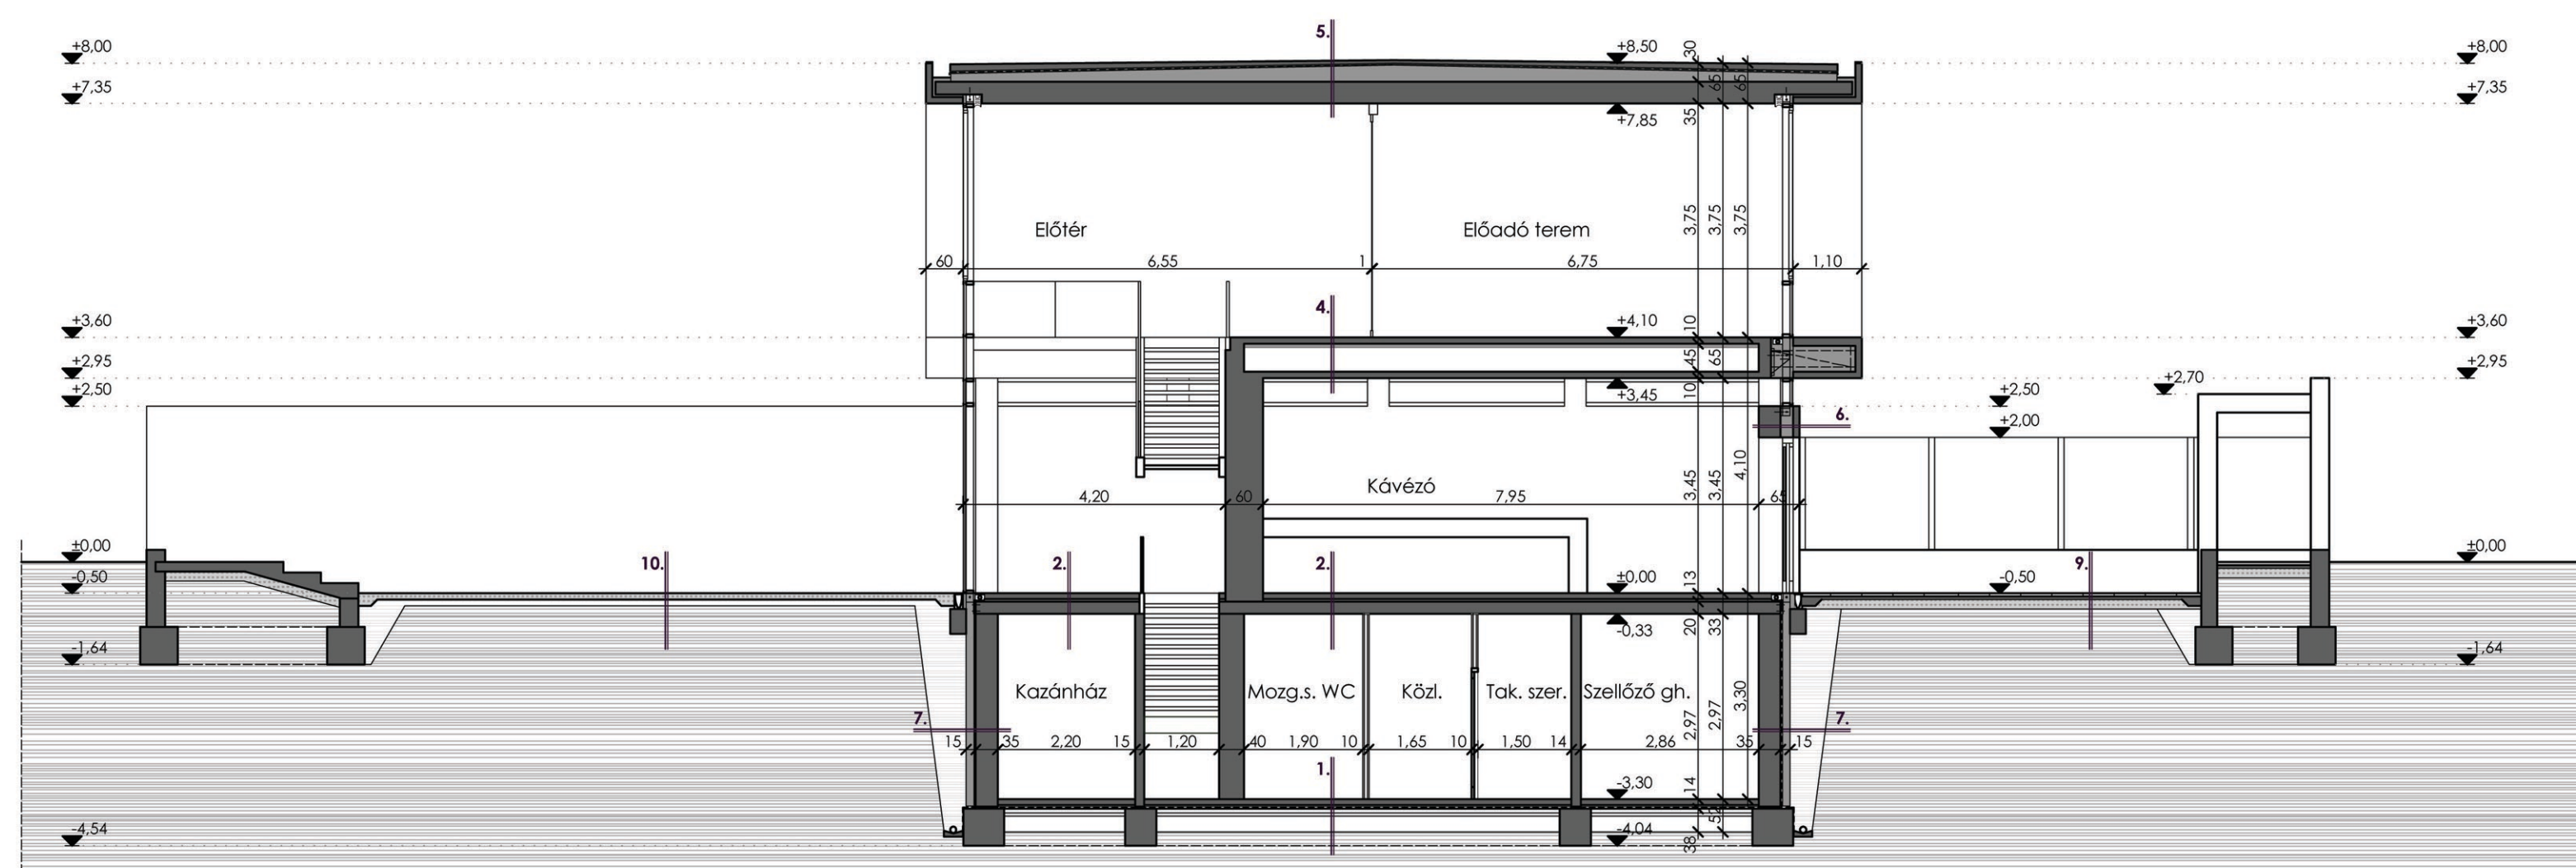 5.
+8,00 +8,50 30 +8,00
65 65
+7,35 +7,35
35
+7,85
Előtér Előadó terem 3,75 3,75 3,75
60 6,55 1 6,75 1,10
4.
+3,60 +4,10 10 +3,60
45 65
+2,95 +2,95
+2,70
+2,50 +3,45 10 +2,50
6.
+2,00
4,10
Kávézó 3,45 3,45
4,20 60 7,95 65
±0,00 ±0,00
10. 2. 2. 9.
-0,50 ±0,00 13 -0,50
-0,33 20 33
-1,64 -1,64
Kazánház Mozg.s. WC Közl. Tak. szer. Szellőző gh. 3,30
7. 2,97 2,97 7.
15 35 2,20 15 1,20 40 1,90 10 1,65 10 1,50 14 2,86 35 15
1.
-3,30 14
52
-4,54 -4,04
38